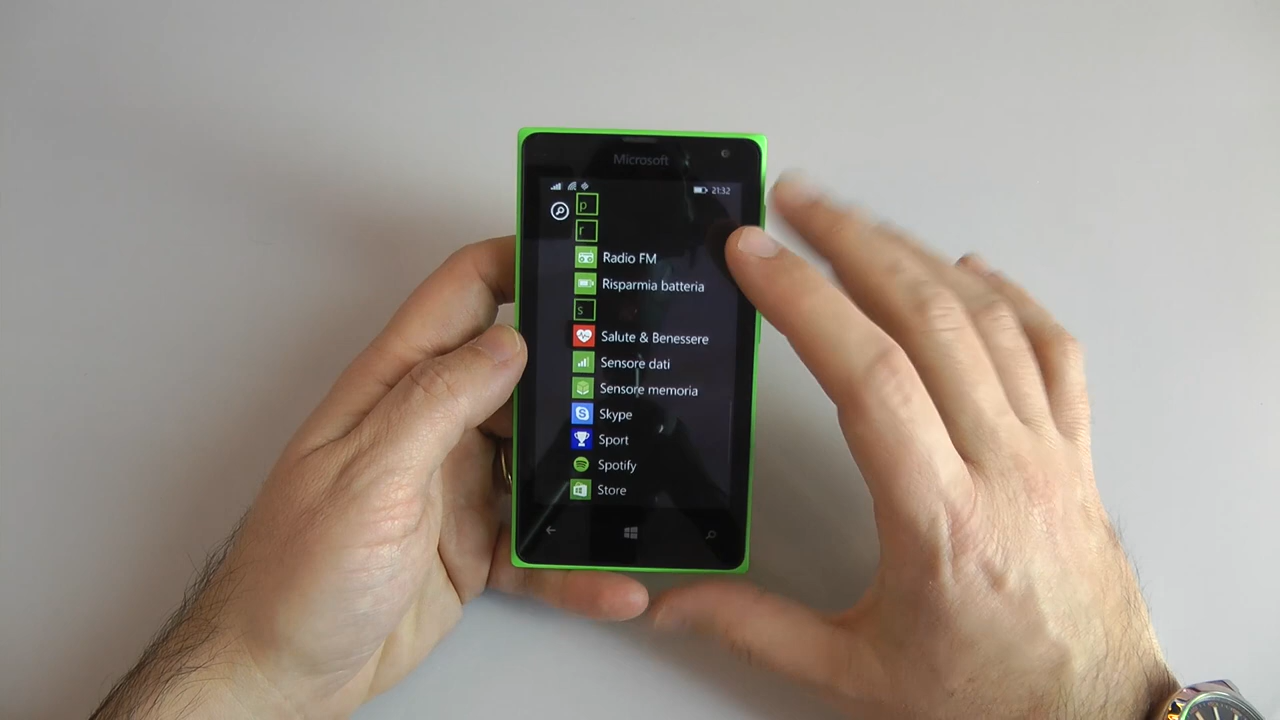 Microsoft
21:32
p
r
Radio FM
Risparmia batteria
s
Salute & Benessere
Sensore dati
Sensore memoria
Skype
Sport
Spotify
Store